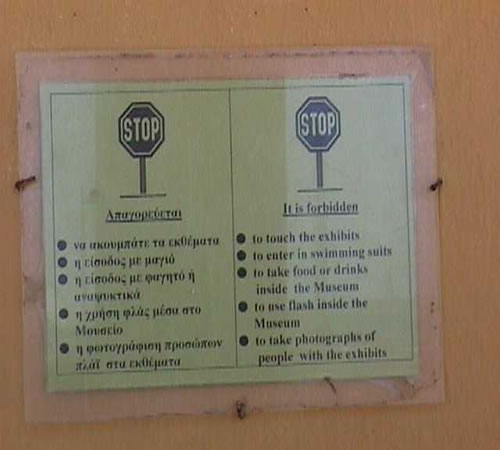 STOP
Απαγορεύεται
να ακουμπάτε τα εκθέματα
η είσοδος με μαγιό
η είσοδος με φαγητό ή
αναψυκτικά
η χρήση φλάς μέσα στο
Μουσείο
η φωτογράφιση προσώπων
πλάϊ στα εκθέματα
STOP
It is forbidden
to touch the exhibits
to enter in swimming suits
to take food or drinks
inside the Museum
to use flash inside the
Museum
to take photographs of
people with the exhibits